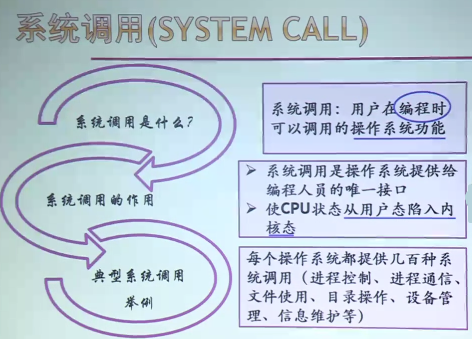 系统调用(SYSTEM CALL)
系统调用是什么?
系统调用：用户在编程时
可以调用的操作系统功能
系统调用的作用
➢ 系统调用是操作系统提供给
编程人员的唯一接口
➢ 使CPU状态从用户态陷入内
核态
典型系统调用
举例
每个操作系统都提供几百种系
统调用（进程控制、进程通信、
文件使用、目录操作、设备管
理、信息维护等）